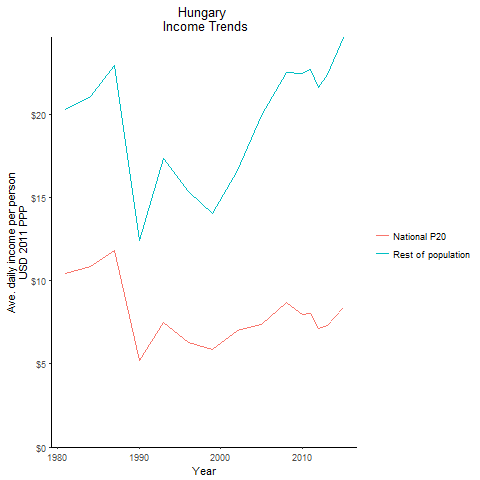 Hungary
Income Trends
Ave. daily income per person
USD 2011 PPP
$20
$15
$10
$5
$0
1980
1990
2000
2010
Year
National P20
Rest of population